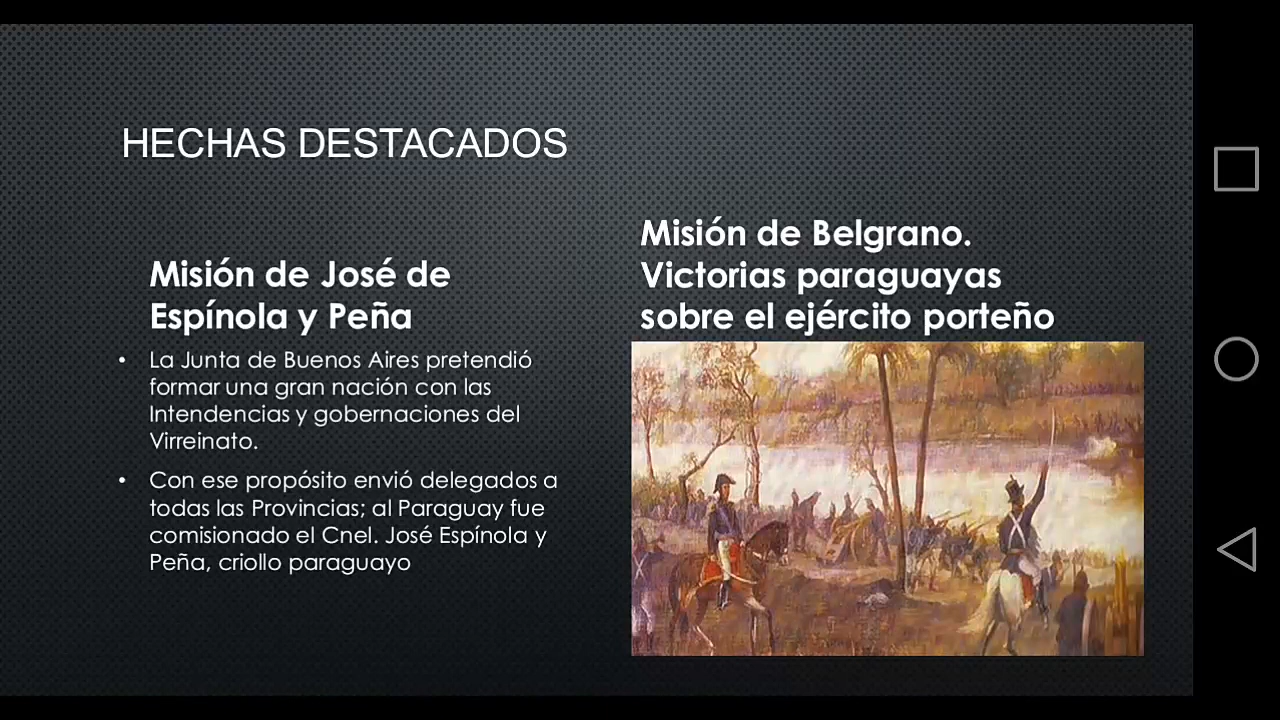 HECHAS DESTACADOS
Misión de José de
Espínola y Peña
• La Junta de Buenos Aires pretendió
formar una gran nación con las
Intendencias y gobernaciones del
Virreinato.
• Con ese propósito envió delegados a
todas las Provincias; al Paraguay fue
comisionado el Cnel. José Espínola y
Peña, criollo paraguayo
Misión de Belgrano.
Victorias paraguayas
sobre el ejército porteño